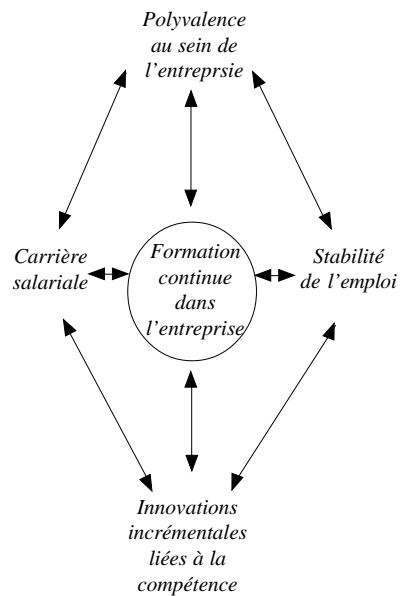 Polyvalence
au sein de
l'entreprsie
Carrière
salariale
Formation
continue
dans
l'entreprise
Stabilité
de l'emploi
Innovations
incrémentales
liées à la
compétence